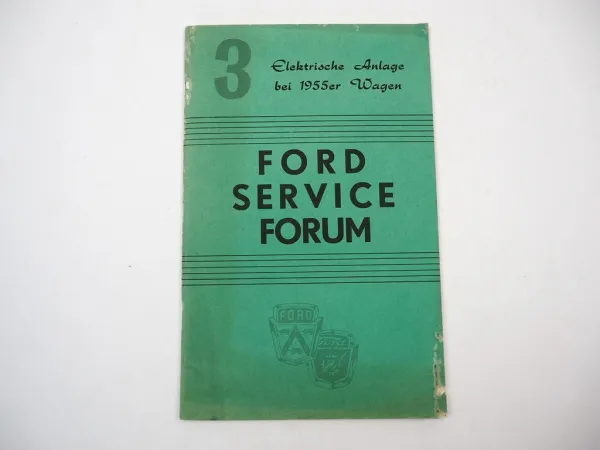 3
Elektrische Anlage
bei 1955er Wagen
FORD
SERVICE
FORUM
FORD